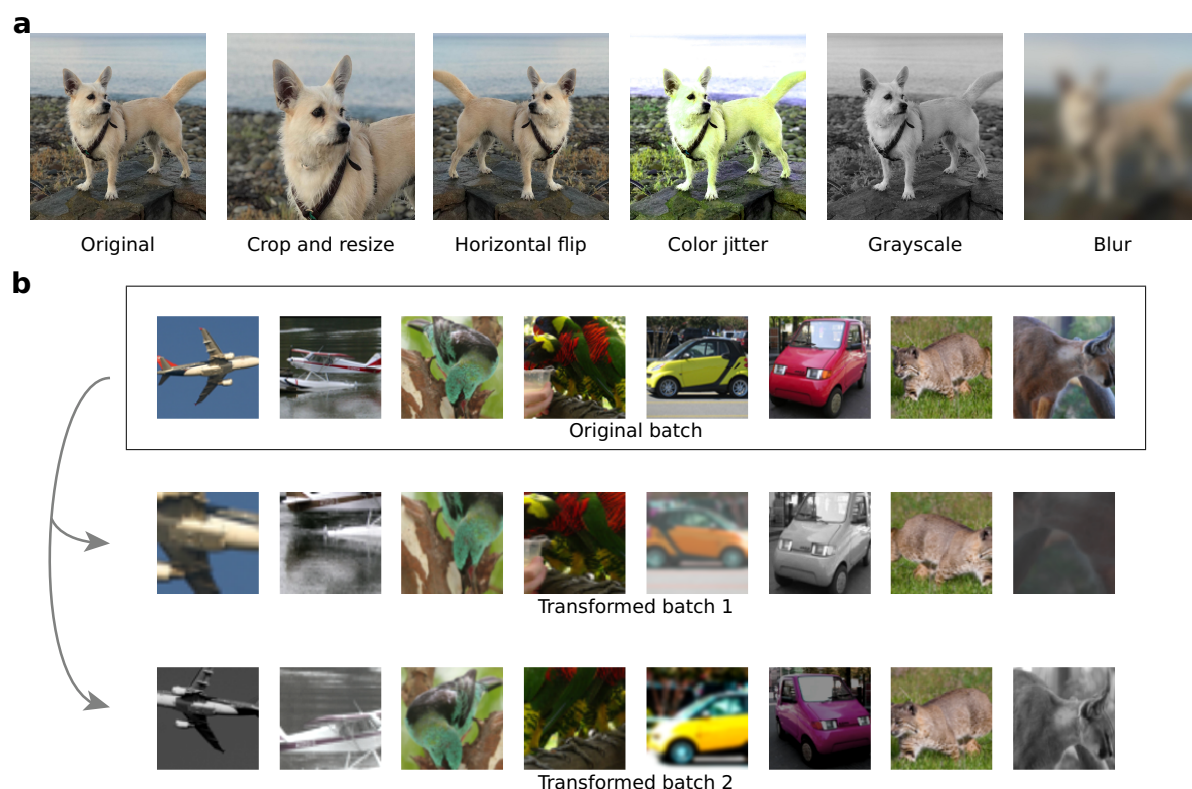 a
Original
Crop and resize
Horizontal flip
Color jitter
Grayscale
Blur
b
Original batch
Transformed batch 1
Transformed batch 2